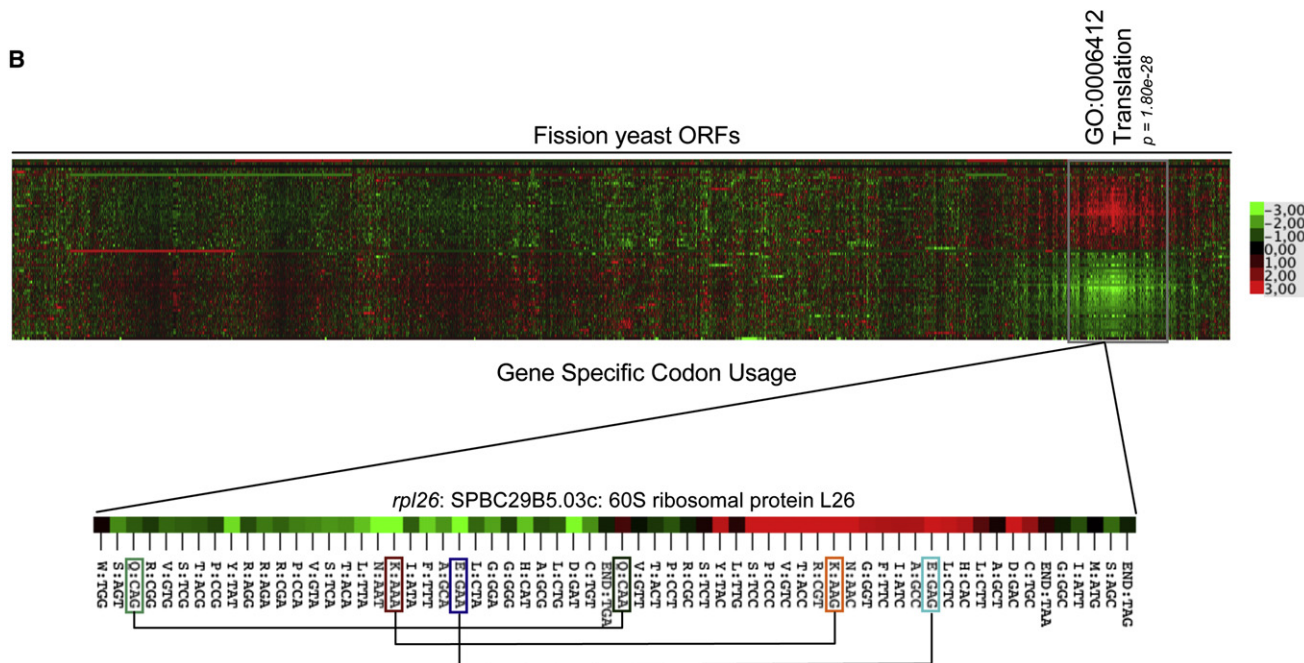 B
Fission yeast ORFs
GO:0006412
Translation
p = 1.80e-28
-3,00
-2,00
-1,00
0,00
1,00
2,00
3,00
Gene Specific Codon Usage
rpl26: SPBC29B5.03c: 60S ribosomal protein L26
W:TGG
S:AGT
Q:CAG
R:CGG
V:GTG
S:TCG
T:ACG
P:CCG
Y:TAT
R:AGG
R:AGA
R:CGA
P:CCA
V:GTA
S:TCA
T:ACA
L:TTA
N:AAT
K:AAA
I:ATA
F:TTT
A:GCA
E:GAA
L:CTA
G:GGA
G:GGG
H:CAT
A:GCG
L:CTG
D:GAT
C:TGT
END:TGA
Q:CAA
V:GTT
T:ACT
P:CCT
R:CGC
S:TCT
Y:TAC
L:TTG
S:TCC
P:CCC
V:GTC
T:ACC
R:CGT
K:AAG
N:AAC
G:GGT
F:TTC
I:ATC
A:GCC
E:GAG
L:CTC
H:CAC
L:CTT
A:GCT
D:GAC
C:TGC
END:TAA
G:GGC
I:ATT
M:ATG
S:AGC
END:TAG